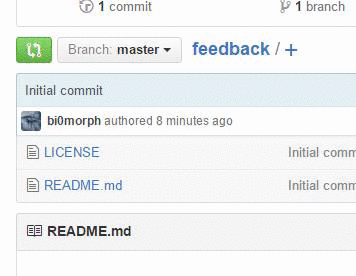 1 commit 1 branch
Branch: master feedback / +
Initial commit
bi0morph authored 8 minutes ago
LICENSE Initial comm
README.md Initial comm
README.md